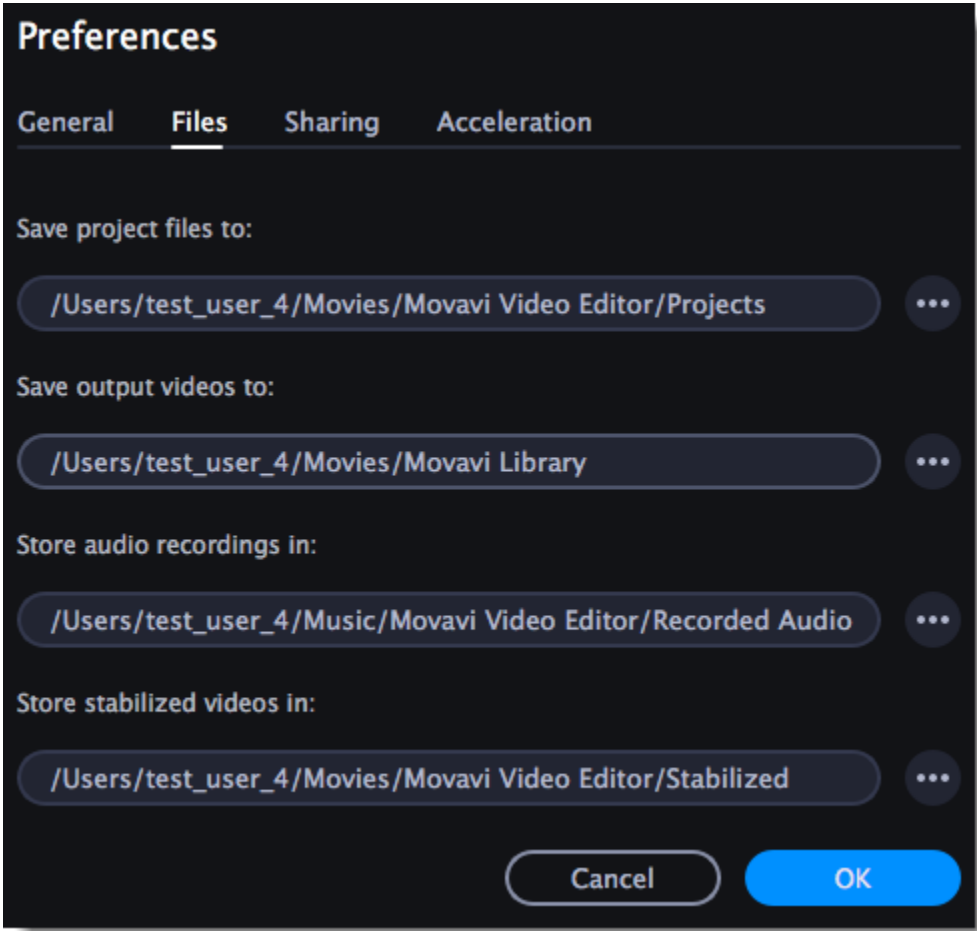 Preferences
General Files Sharing Acceleration
Save project files to:
/Users/test_user_4/Movies/Movavi Video Editor/Projects
Save output videos to:
/Users/test_user_4/Movies/Movavi Library
Store audio recordings in:
/Users/test_user_4/Music/Movavi Video Editor/Recorded Audio
Store stabilized videos in:
/Users/test_user_4/Movies/Movavi Video Editor/Stabilized
Cancel OK